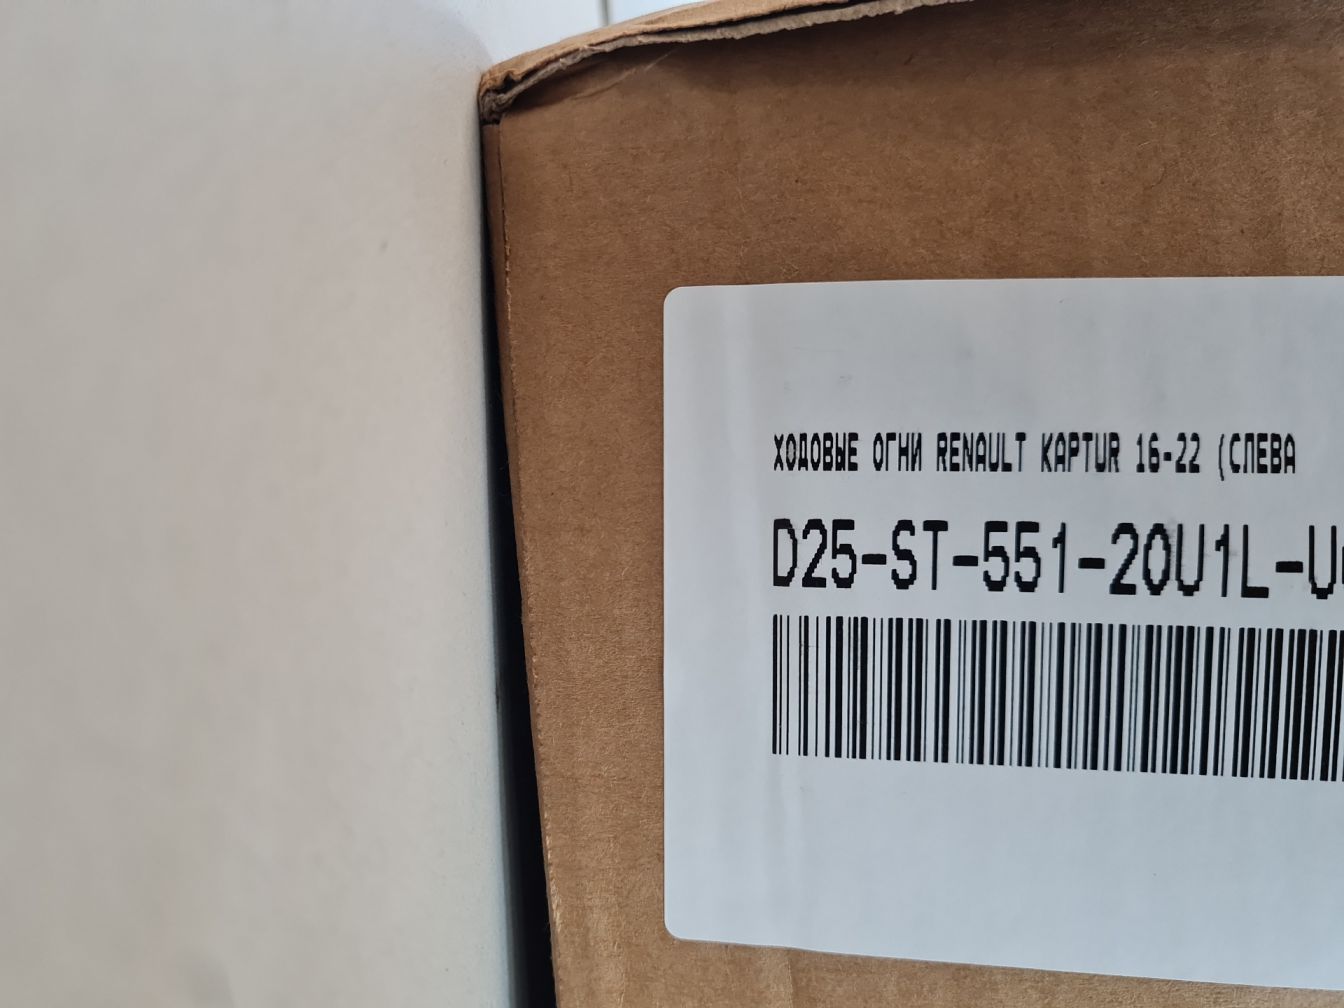 ХОДОВЫЕ ОГНИ RENAULT KAPTUR 16-22 (СЛЕВА
D25-ST-551-20U1L-U